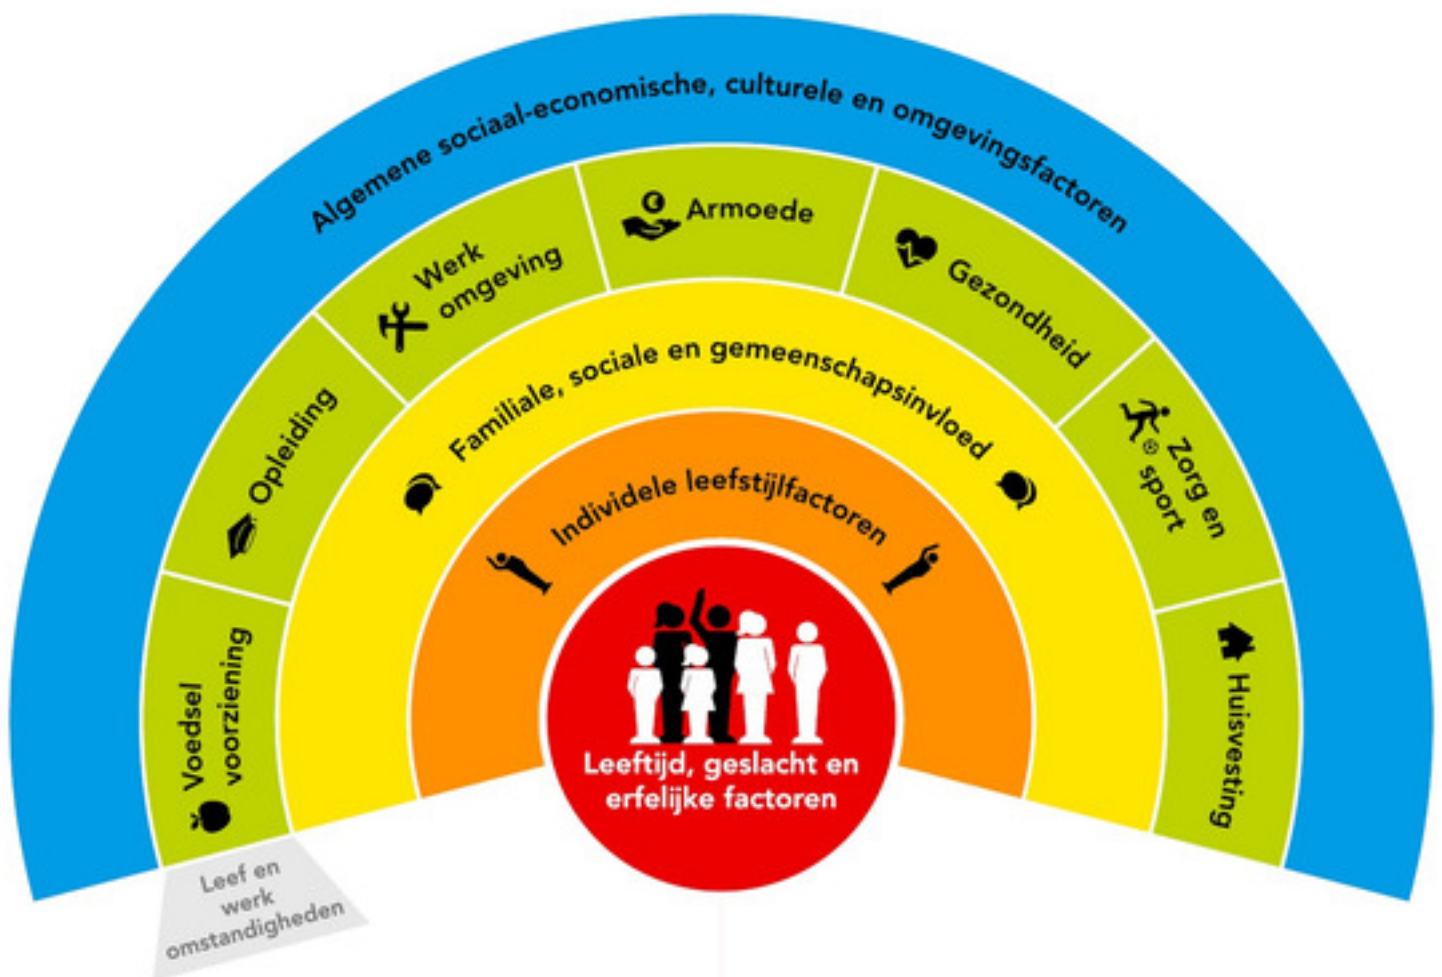 Algemene sociaal-economische, culturele en omgevingsfactoren
Voedsel
voorziening
Opleiding
Werk
omgeving
Armoede
Gezondheid
Zorg en
sport
Huisvesting
Familiale, sociale en gemeenschapsinvloed
Individele leefstijlfactoren
Leeftijd, geslacht en
erfelijke factoren
Leef en
werk
omstandigheden